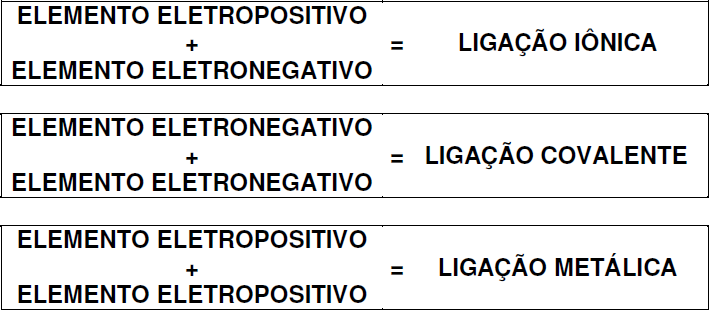 ELEMENTO ELETROPOSITIVO
+
ELEMENTO ELETRONEGATIVO
= LIGAÇÃO IÔNICA
ELEMENTO ELETRONEGATIVO
+
ELEMENTO ELETRONEGATIVO
= LIGAÇÃO COVALENTE
ELEMENTO ELETROPOSITIVO
+
ELEMENTO ELETROPOSITIVO
= LIGAÇÃO METÁLICA